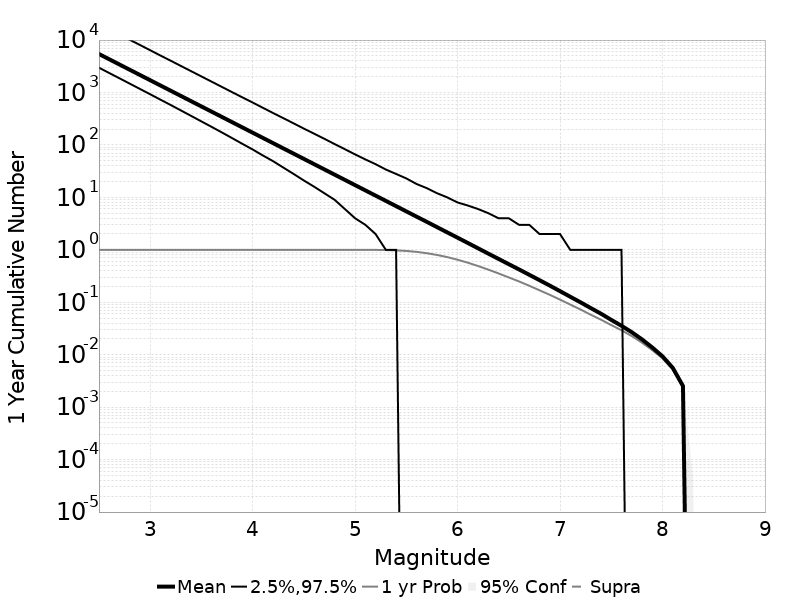 10^4
10^3
10^2
10^1
10^0
10^-1
10^-2
10^-3
10^-4
10^-5
1 Year Cumulative Number
3 4 5 6 7 8 9
Magnitude
Mean 2.5%,97.5% 1 yr Prob 95% Conf Supra